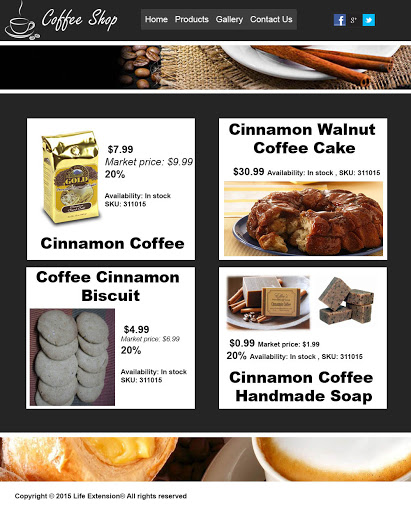 Coffee Shop
Home Products Gallery Contact Us
$7.99
Market price: $9.99
20%
Availability: In stock
SKU: 311015
Cinnamon Coffee
GOLD
Cinnamon Walnut
Coffee Cake
$30.99 Availability: In stock , SKU: 311015
Coffee Cinnamon
Biscuit
$4.99
Market price: $6.99
20%
Availability: In stock
SKU: 311015
$0.99 Market price: $1.99
20% Availability: In stock , SKU: 311015
Cinnamon Coffee
Handmade Soap
Copyright © 2015 Life Extension® All rights reserved